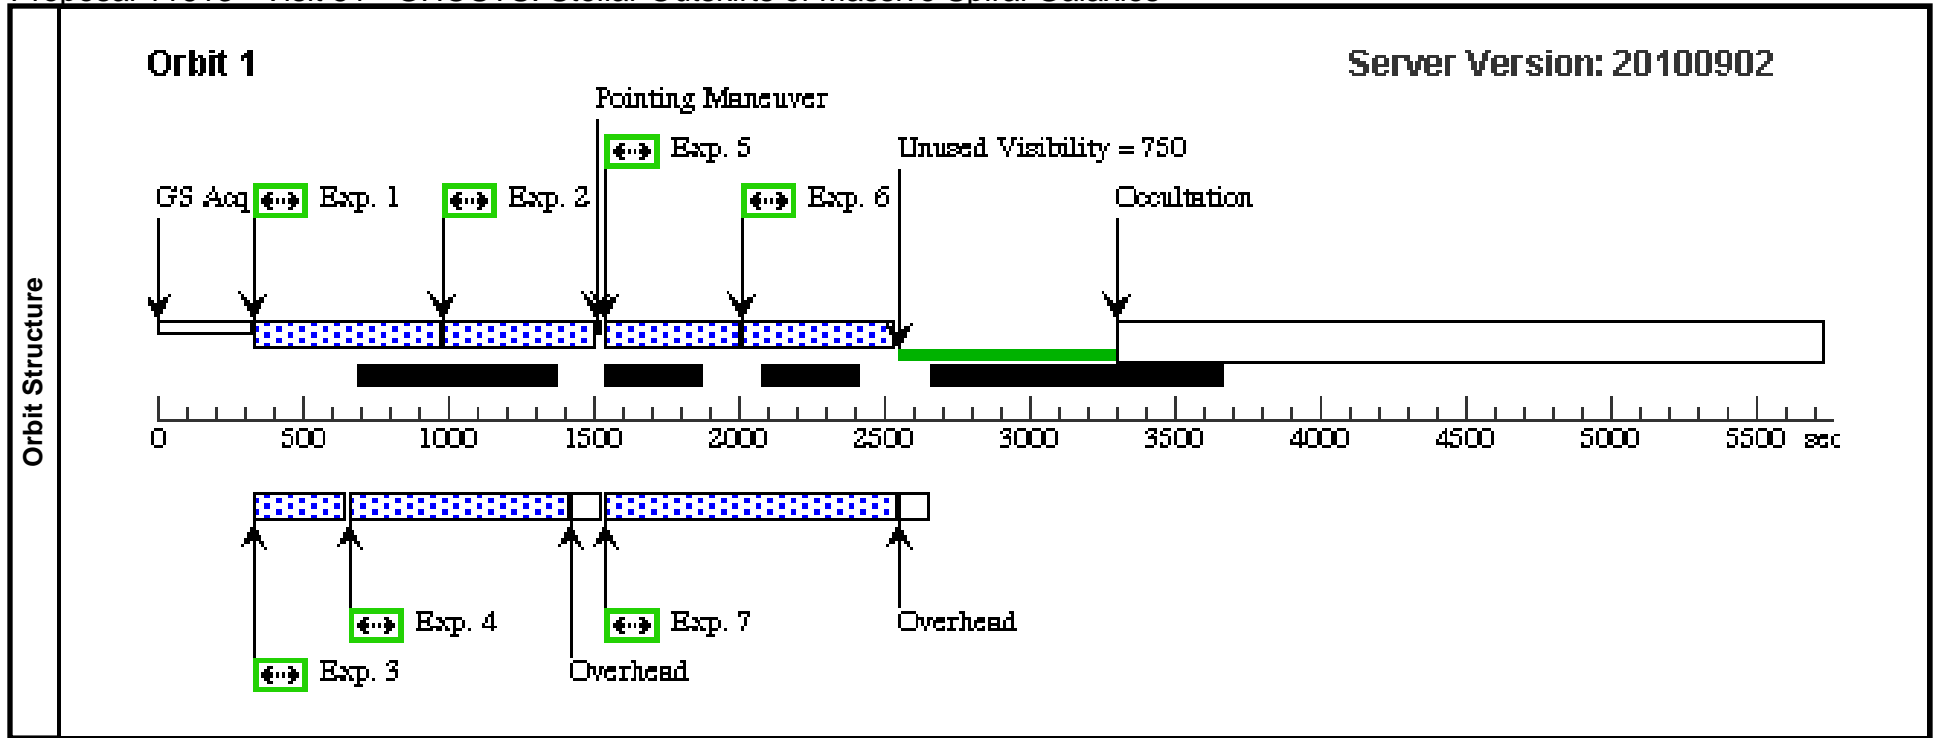 Orbit Structure
Orbit 1
Server Version: 20100902
Pointing Maneuver
Exp. 5
Unused Visibility = 750
GS Acq
Exp. 1
Exp. 2
Exp. 6
Occultation
0 500 1000 1500 2000 2500 3000 3500 4000 4500 5000 5500 sec
Exp. 4
Exp. 7
Overhead
Exp. 3
Overhead